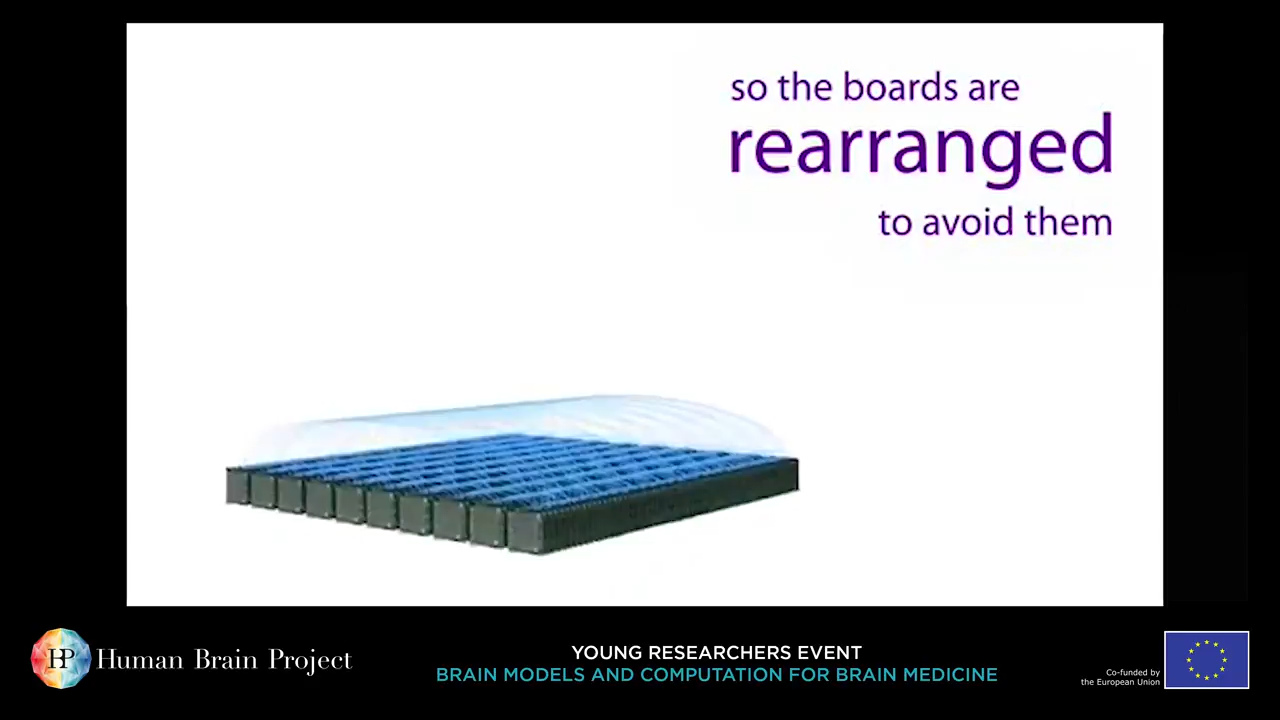 so the boards are
rearranged
to avoid them
HP Human Brain Project
YOUNG RESEARCHERS EVENT
BRAIN MODELS AND COMPUTATION FOR BRAIN MEDICINE
Co-funded by
the European Union